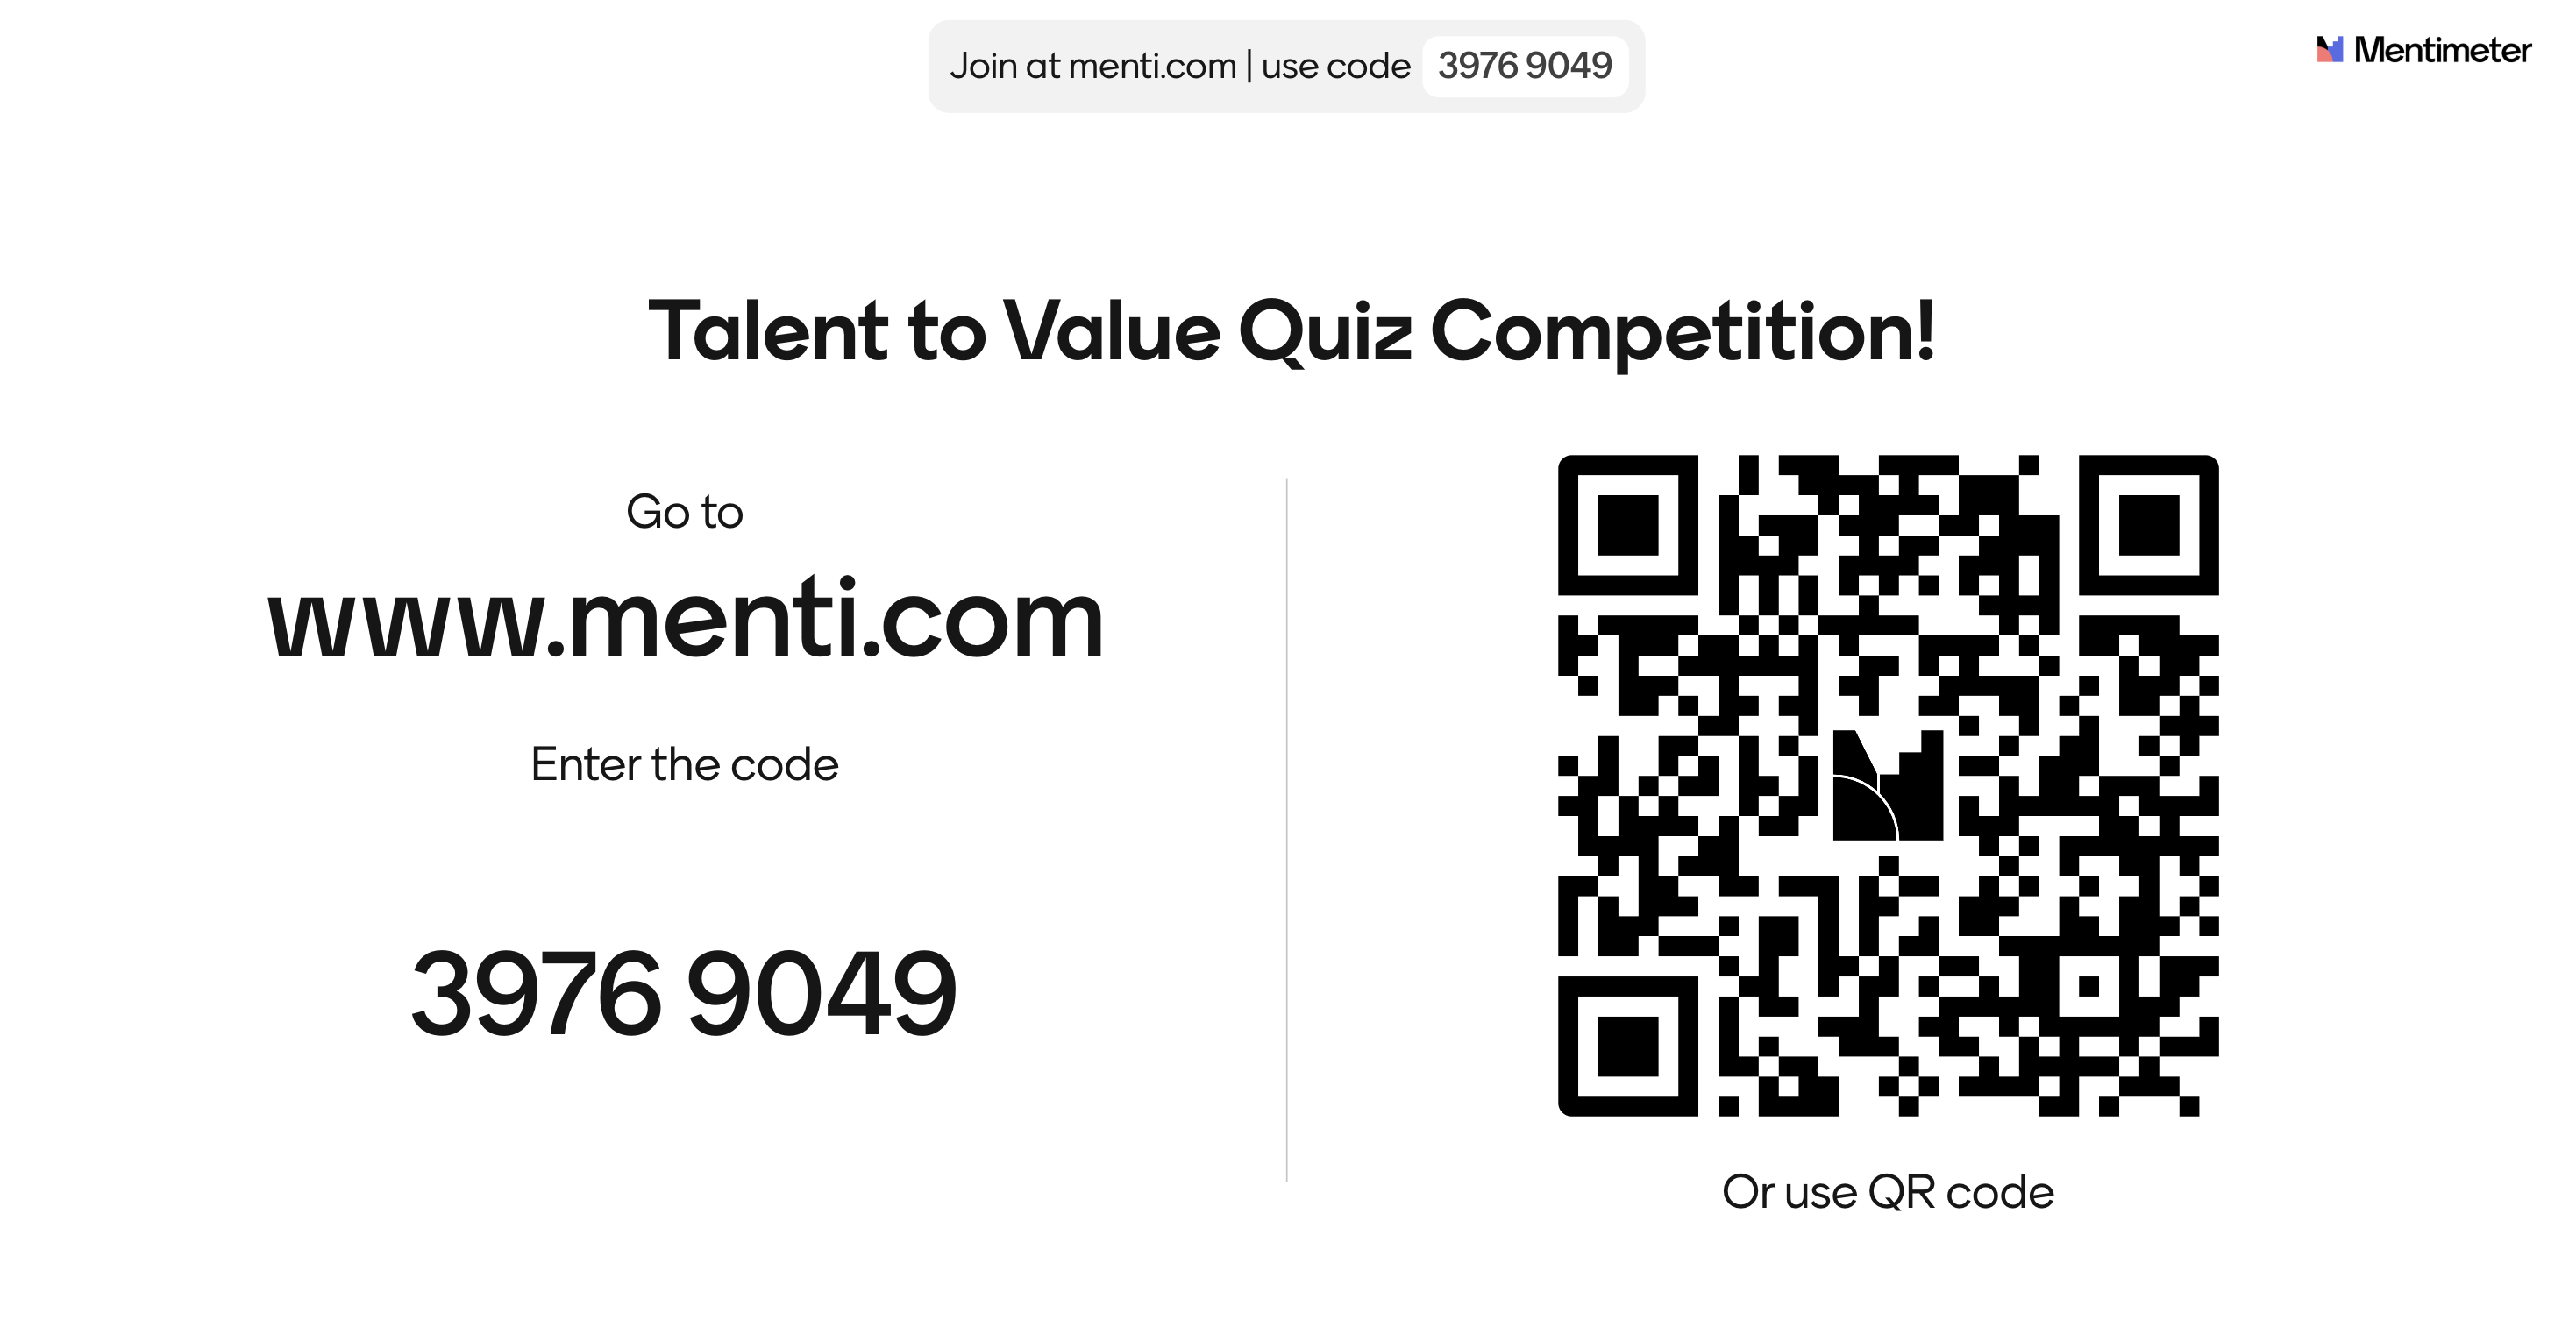 Join at menti.com | use code 3976 9049
Mentimeter
Talent to Value Quiz Competition!
Go to
www.menti.com
Enter the code
3976 9049
Or use QR code